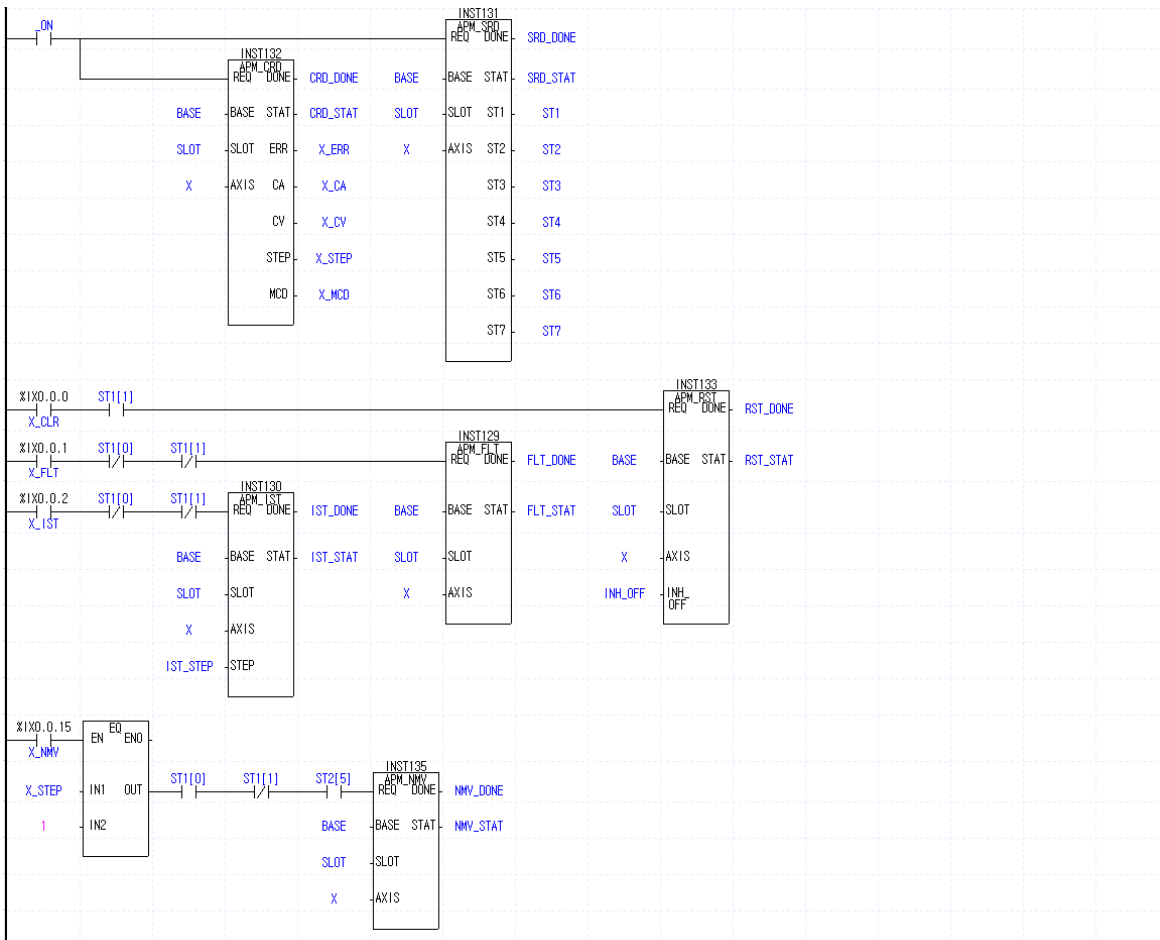 INST131
_ON APM_SRD
REQ DONE SRD_DONE
INST132
APM_CRD
REQ DONE CRD_DONE BASE BASE STAT SRD_STAT
BASE BASE STAT CRD_STAT SLOT SLOT ST1 ST1
SLOT SLOT ERR X_ERR X AXIS ST2 ST2
X AXIS CA X_CA ST3 ST3
CV X_CV ST4 ST4
STEP X_STEP ST5 ST5
MCD X_MCD ST6 ST6
ST7 ST7
INST133
%IX0.0.0 ST1[1] APM_RST
REQ DONE RST_DONE
X_CLR
INST129
%IX0.0.1 ST1[0] ST1[1] APM_FLT
REQ DONE FLT_DONE BASE BASE STAT RST_STAT
X_FLT
INST130
%IX0.0.2 ST1[0] ST1[1] APM_IST
REQ DONE IST_DONE BASE BASE STAT FLT_STAT SLOT SLOT
X_IST
BASE BASE STAT IST_STAT SLOT SLOT X AXIS
SLOT SLOT X AXIS INH_OFF INH_
OFF
X AXIS
IST_STEP STEP
%IX0.0.15 EQ
EN ENO
X_NMV
INST135
ST1[0] ST1[1] ST2[5] APM_NMV
X_STEP IN1 OUT REQ DONE NMV_DONE
1 IN2 BASE BASE STAT NMV_STAT
SLOT SLOT
X AXIS